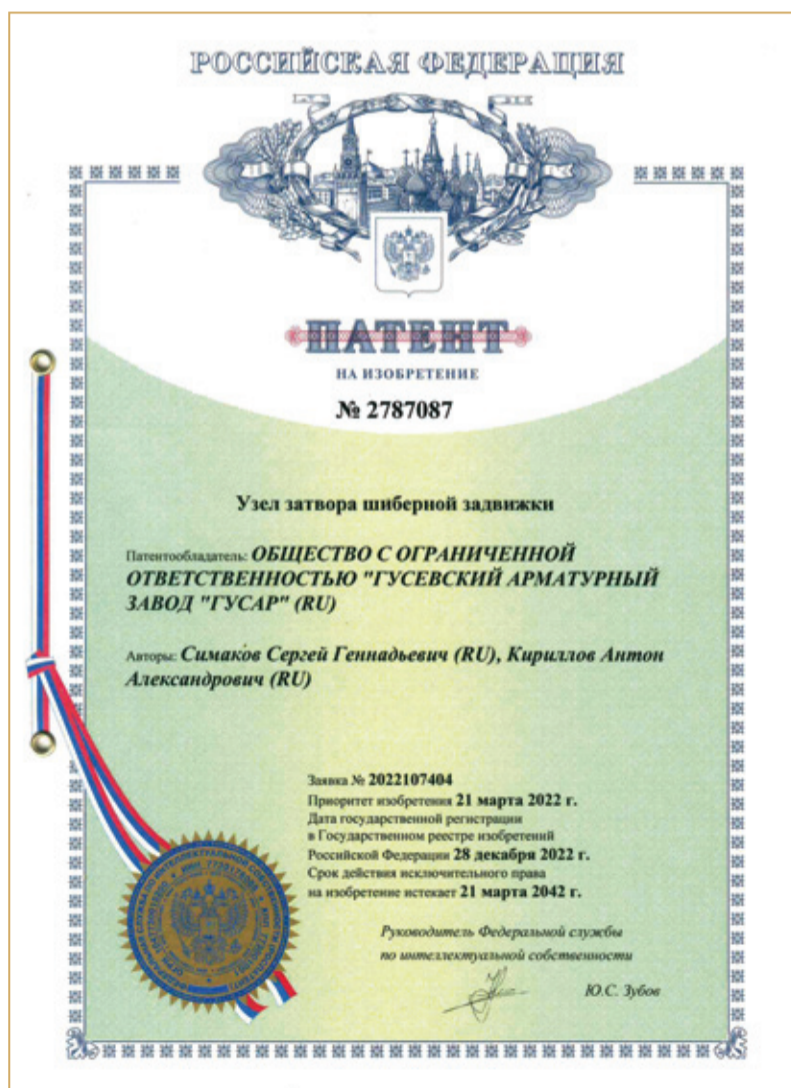 РОССИЙСКАЯ ФЕДЕРАЦИЯ
ПАТЕНТ
НА ИЗОБРЕТЕНИЕ
№ 2787087
Узел затвора шиберной задвижки
Патентообладатель: ОБЩЕСТВО С ОГРАНИЧЕННОЙ
ОТВЕТСТВЕННОСТЬЮ "ГУСЕВСКИЙ АРМАТУРНЫЙ
ЗАВОД "ГУСАР" (RU)
Авторы: Симаков Сергей Геннадьевич (RU), Кириллов Антон
Александрович (RU)
Заявка № 2022107404
Приоритет изобретения 21 марта 2022 г.
Дата государственной регистрации
в Государственном реестре изобретений
Российской Федерации 28 декабря 2022 г.
Срок действия исключительного права
на изобретение истекает 21 марта 2042 г.
Руководитель Федеральной службы
по интеллектуальной собственности
Ю.С. Зубов